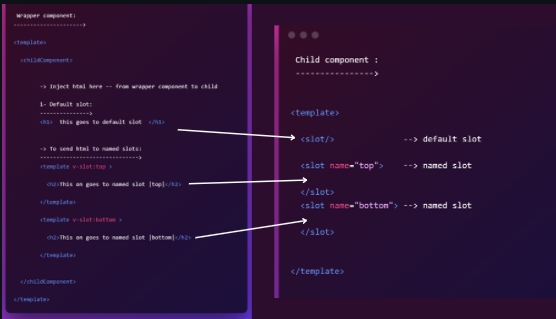 Wrapper component:
--------------------->
<template>
<childComponent>
-> Inject html here -- from wrapper component to child
1- Default slot:
--------------->
<h1> this goes to default slot </h1>
-> To send html to named slots:
----------------------------->
<template v-slot:top >
<h2>This on goes to named slot |top|</h2>
</template>
<template v-slot:bottom >
<h2>This on goes to named slot |bottom|</h2>
</template>
</childComponent>
</template>
Child component :
---------------->
<template>
<slot/> --> default slot
<slot name="top"> --> named slot
</slot>
<slot name="bottom"> --> named slot
</slot>
</template>